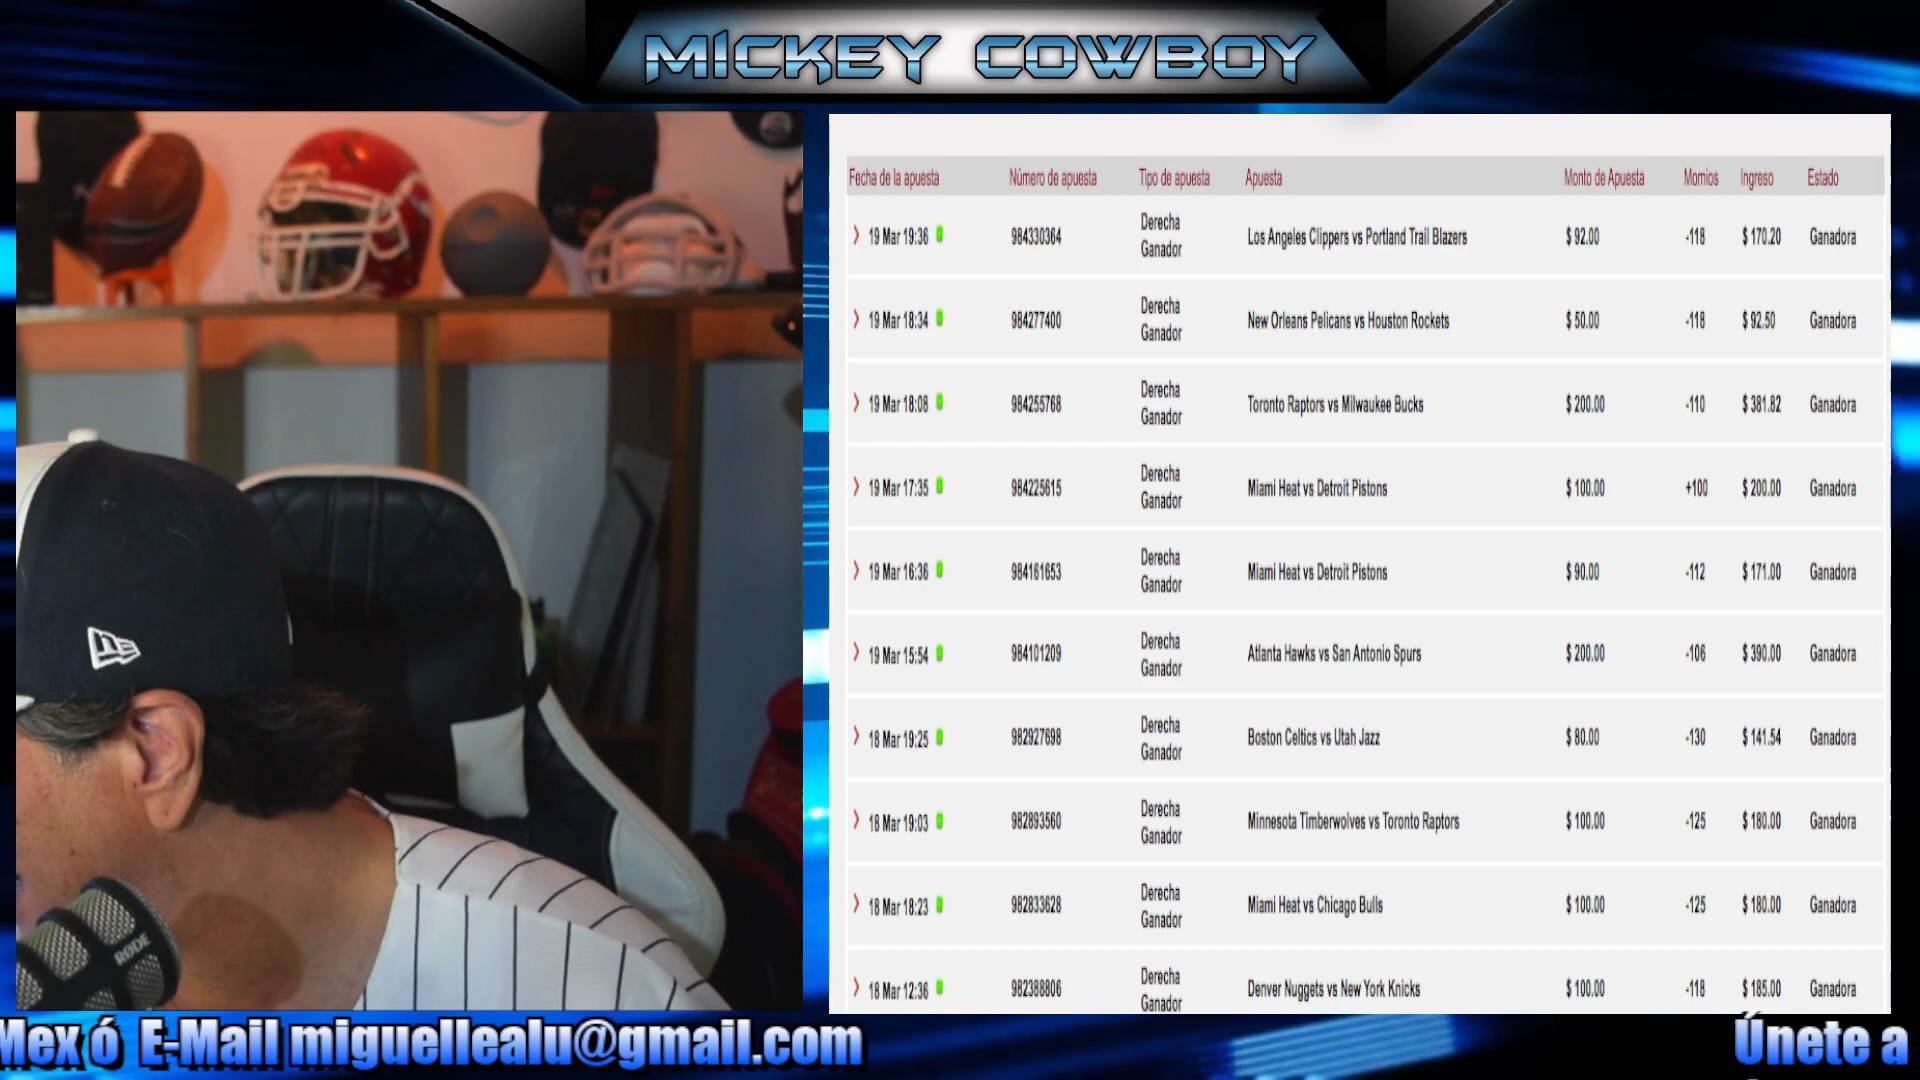 MICKEY COWBOY
Fecha de la apuesta Número de apuesta Tipo de apuesta Apuesta Monto de Apuesta Momios Ingreso Estado
19 Mar 19:36 984330364 Derecha Ganador Los Angeles Clippers vs Portland Trail Blazers $ 92.00 -118 $ 170.20 Ganadora
19 Mar 18:34 984277400 Derecha Ganador New Orleans Pelicans vs Houston Rockets $ 50.00 -118 $ 92.50 Ganadora
19 Mar 18:08 984255768 Derecha Ganador Toronto Raptors vs Milwaukee Bucks $ 200.00 -110 $ 381.82 Ganadora
19 Mar 17:35 984225615 Derecha Ganador Miami Heat vs Detroit Pistons $ 100.00 +100 $ 200.00 Ganadora
19 Mar 16:36 984161653 Derecha Ganador Miami Heat vs Detroit Pistons $ 90.00 -112 $ 171.00 Ganadora
19 Mar 15:54 984101209 Derecha Ganador Atlanta Hawks vs San Antonio Spurs $ 200.00 -106 $ 390.00 Ganadora
18 Mar 19:25 982927698 Derecha Ganador Boston Celtics vs Utah Jazz $ 80.00 -130 $ 141.54 Ganadora
18 Mar 19:03 982893560 Derecha Ganador Minnesota Timberwolves vs Toronto Raptors $ 100.00 -125 $ 180.00 Ganadora
18 Mar 18:23 982833628 Derecha Ganador Miami Heat vs Chicago Bulls $ 100.00 -125 $ 180.00 Ganadora
18 Mar 12:36 982388806 Derecha Ganador Denver Nuggets vs New York Knicks $ 100.00 -118 $ 185.00 Ganadora
RODE
Mex ó E-Mail miguellealu@gmail.com Únete a